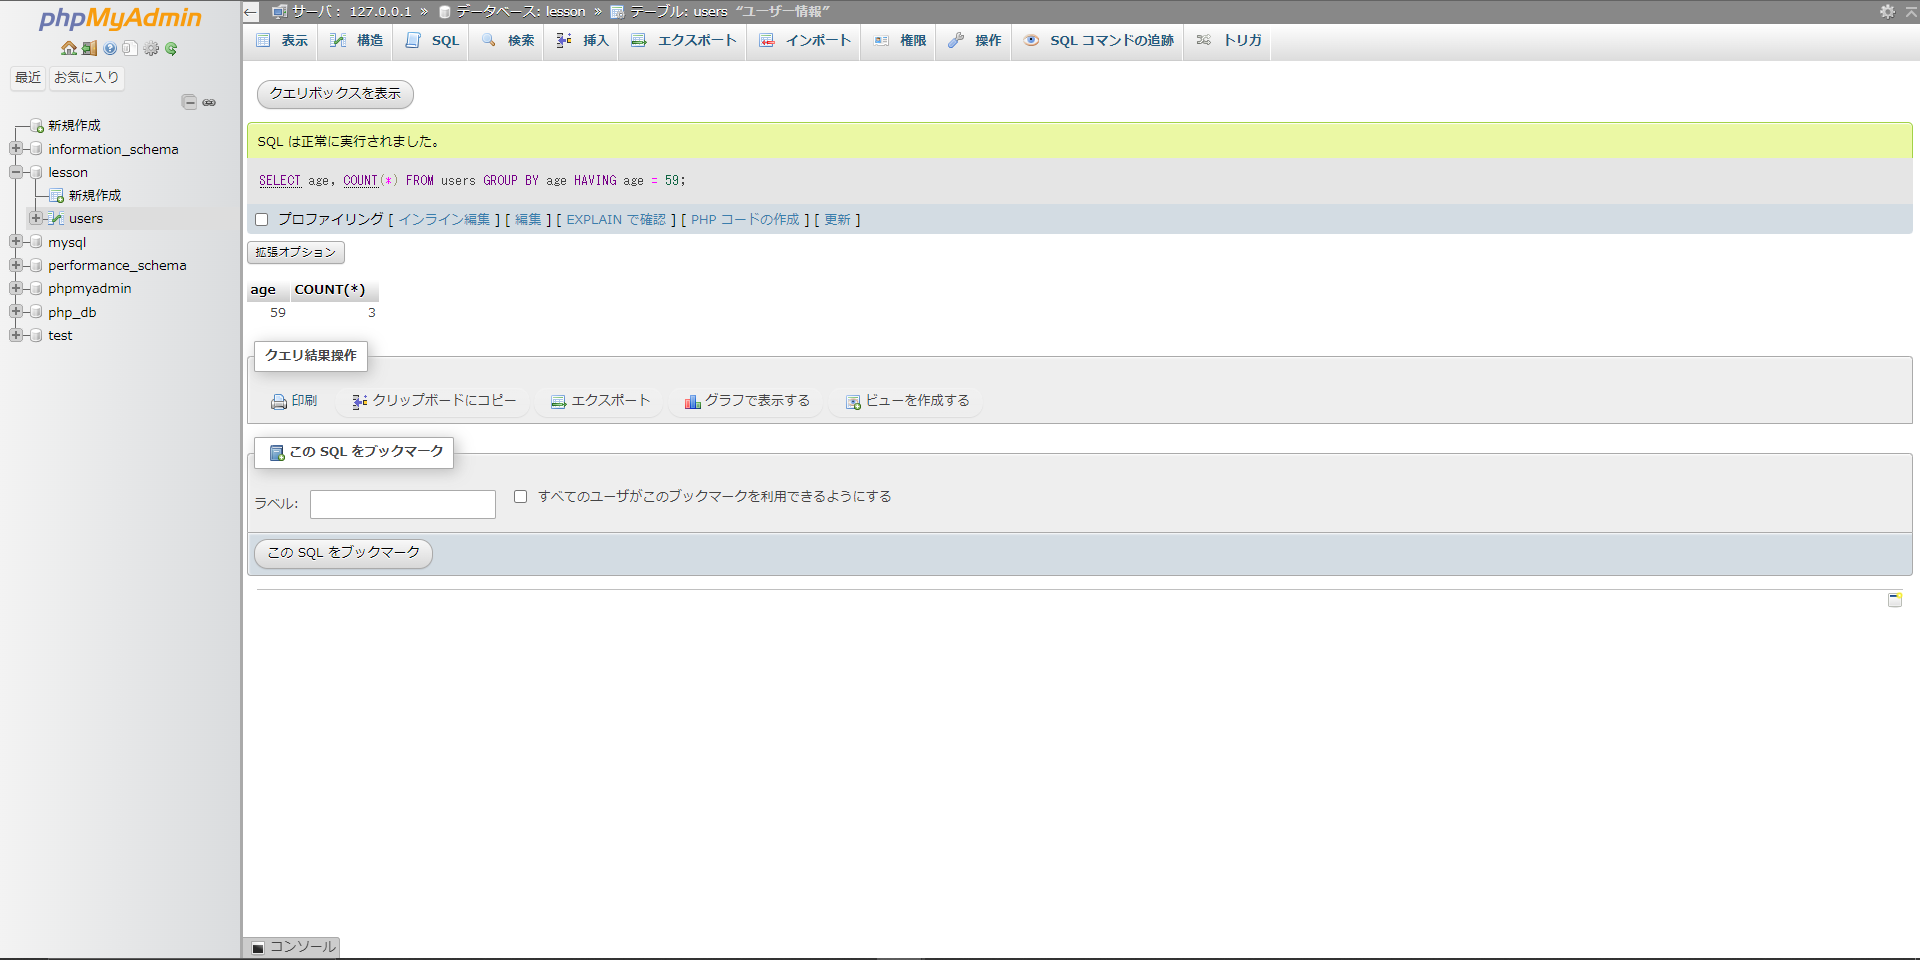 phpMyAdmin
最近 お気に入り
新規作成
information_schema
lesson
新規作成
users
mysql
performance_schema
phpmyadmin
php_db
test
サーバ： 127.0.0.1 » データベース: lesson » テーブル: users “ユーザー情報”
表示 構造 SQL 検索 挿入 エクスポート インポート 権限 操作 SQL コマンドの追跡 トリガ
クエリボックスを表示
SQL は正常に実行されました。
SELECT age, COUNT(*) FROM users GROUP BY age HAVING age = 59;
プロファイリング [ インライン編集 ] [ 編集 ] [ EXPLAIN で確認 ] [ PHP コードの作成 ] [ 更新 ]
拡張オプション
age COUNT(*)
59 3
クエリ結果操作
印刷 クリップボードにコピー エクスポート グラフで表示する ビューを作成する
この SQL をブックマーク
ラベル: すべてのユーザがこのブックマークを利用できるようにする
この SQL をブックマーク
コンソール